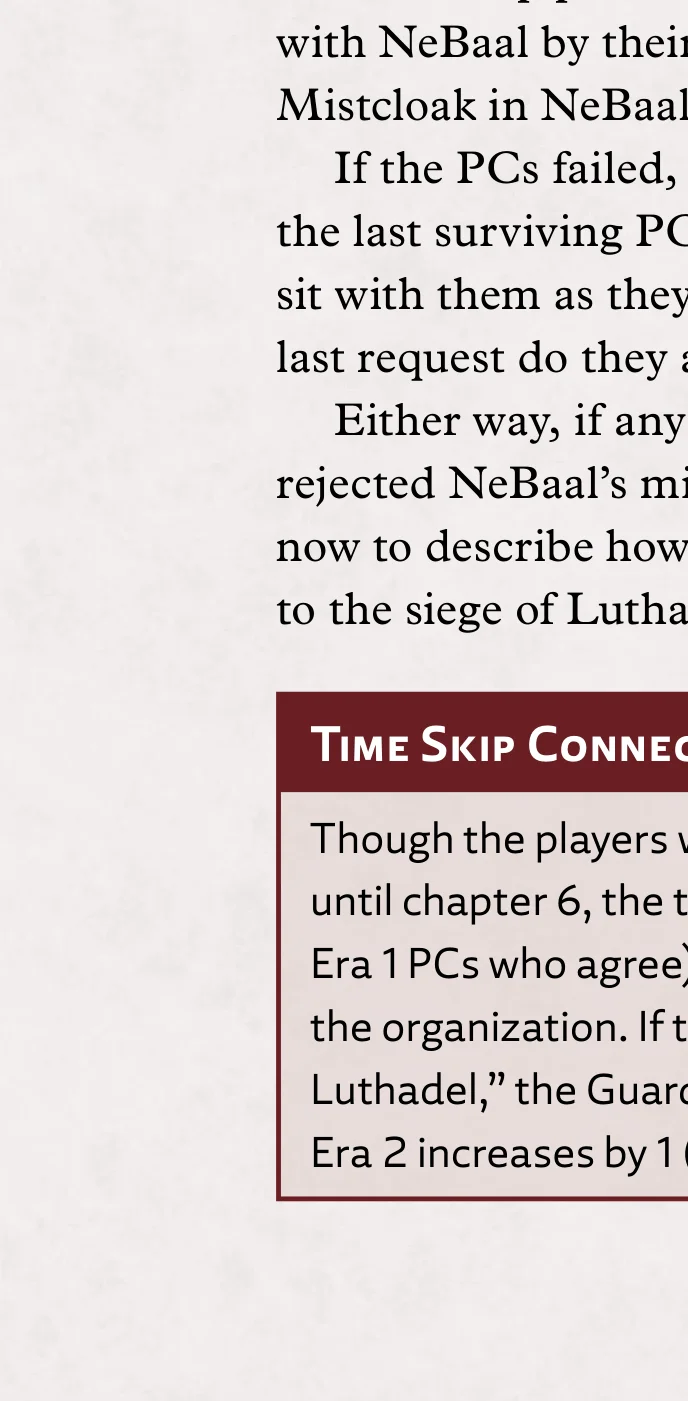 with NeBaal by their
Mistcloak in NeBaal
If the PCs failed,
the last surviving PC
sit with them as they
last request do they a
Either way, if any
rejected NeBaal’s mi
now to describe how
to the siege of Lutha
Time Skip Connec
Though the players w
until chapter 6, the t
Era 1 PCs who agree)
the organization. If t
Luthadel,” the Guard
Era 2 increases by 1 (